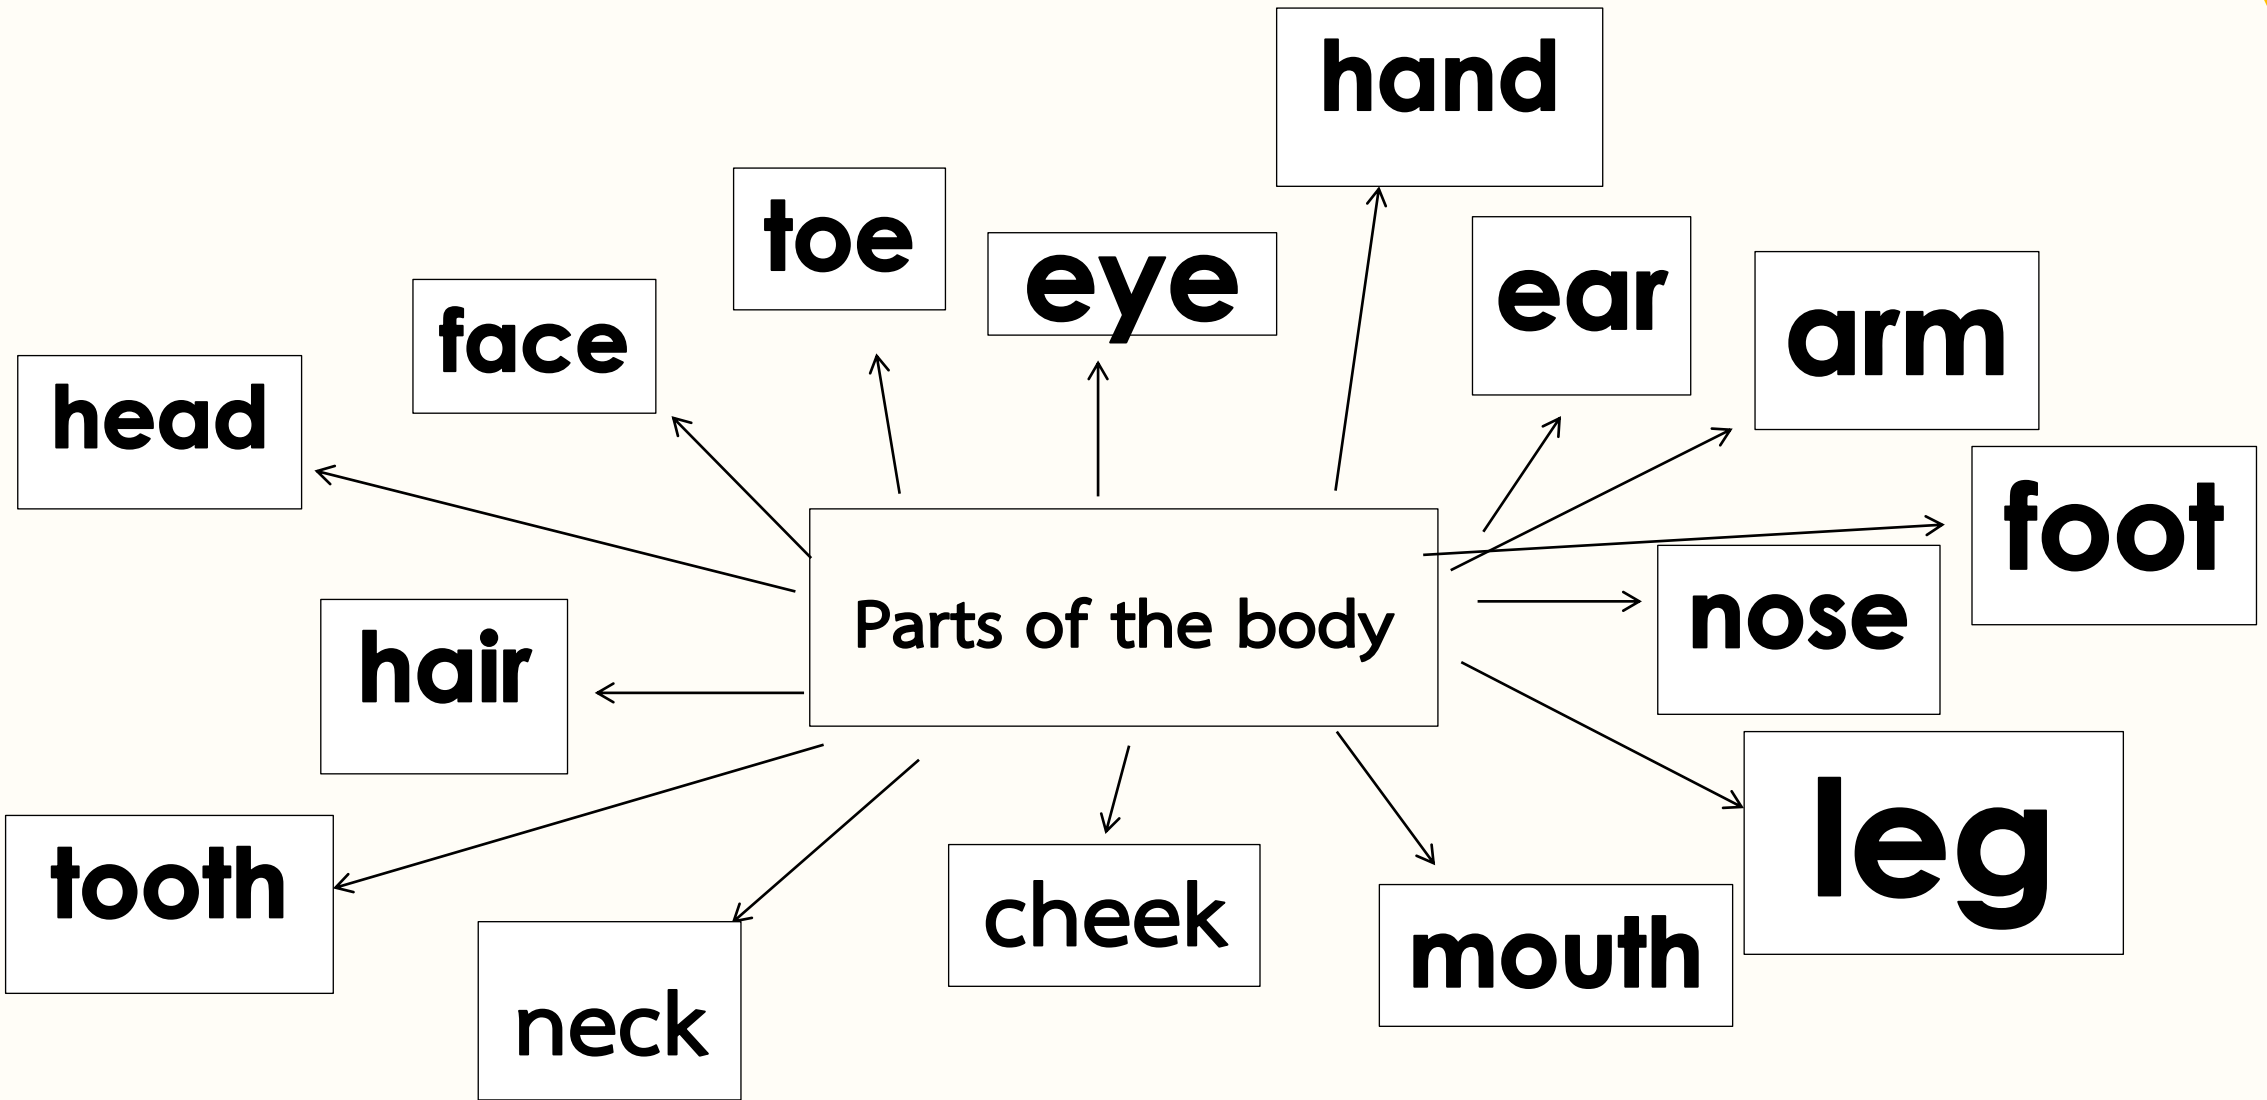 hand
toe
eye
ear
arm
face
head
foot
Parts of the body
nose
hair
leg
tooth
cheek
mouth
neck